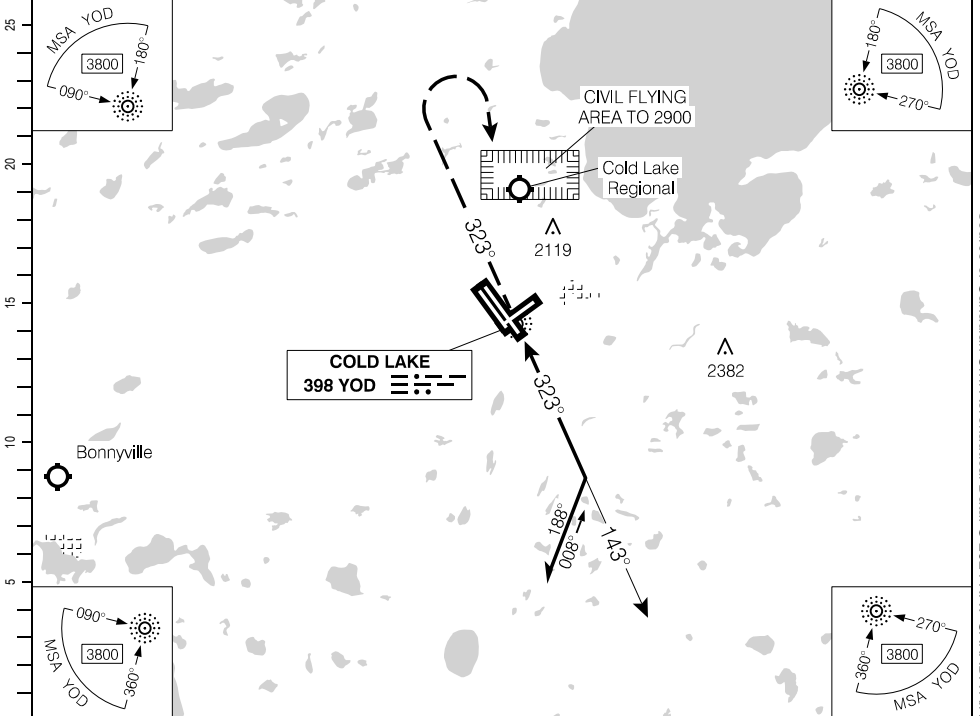 25
20
15
10
5
MSA YOD
3800
180°
090°
MSA YOD
180°
3800
270°
CIVIL FLYING
AREA TO 2900
Cold Lake
Regional
323°
2119
COLD LAKE
398 YOD
323°
2382
Bonnyville
188°
008°
143°
090°
3800
360°
MSA YOD
270°
3800
360°
MSA YOD